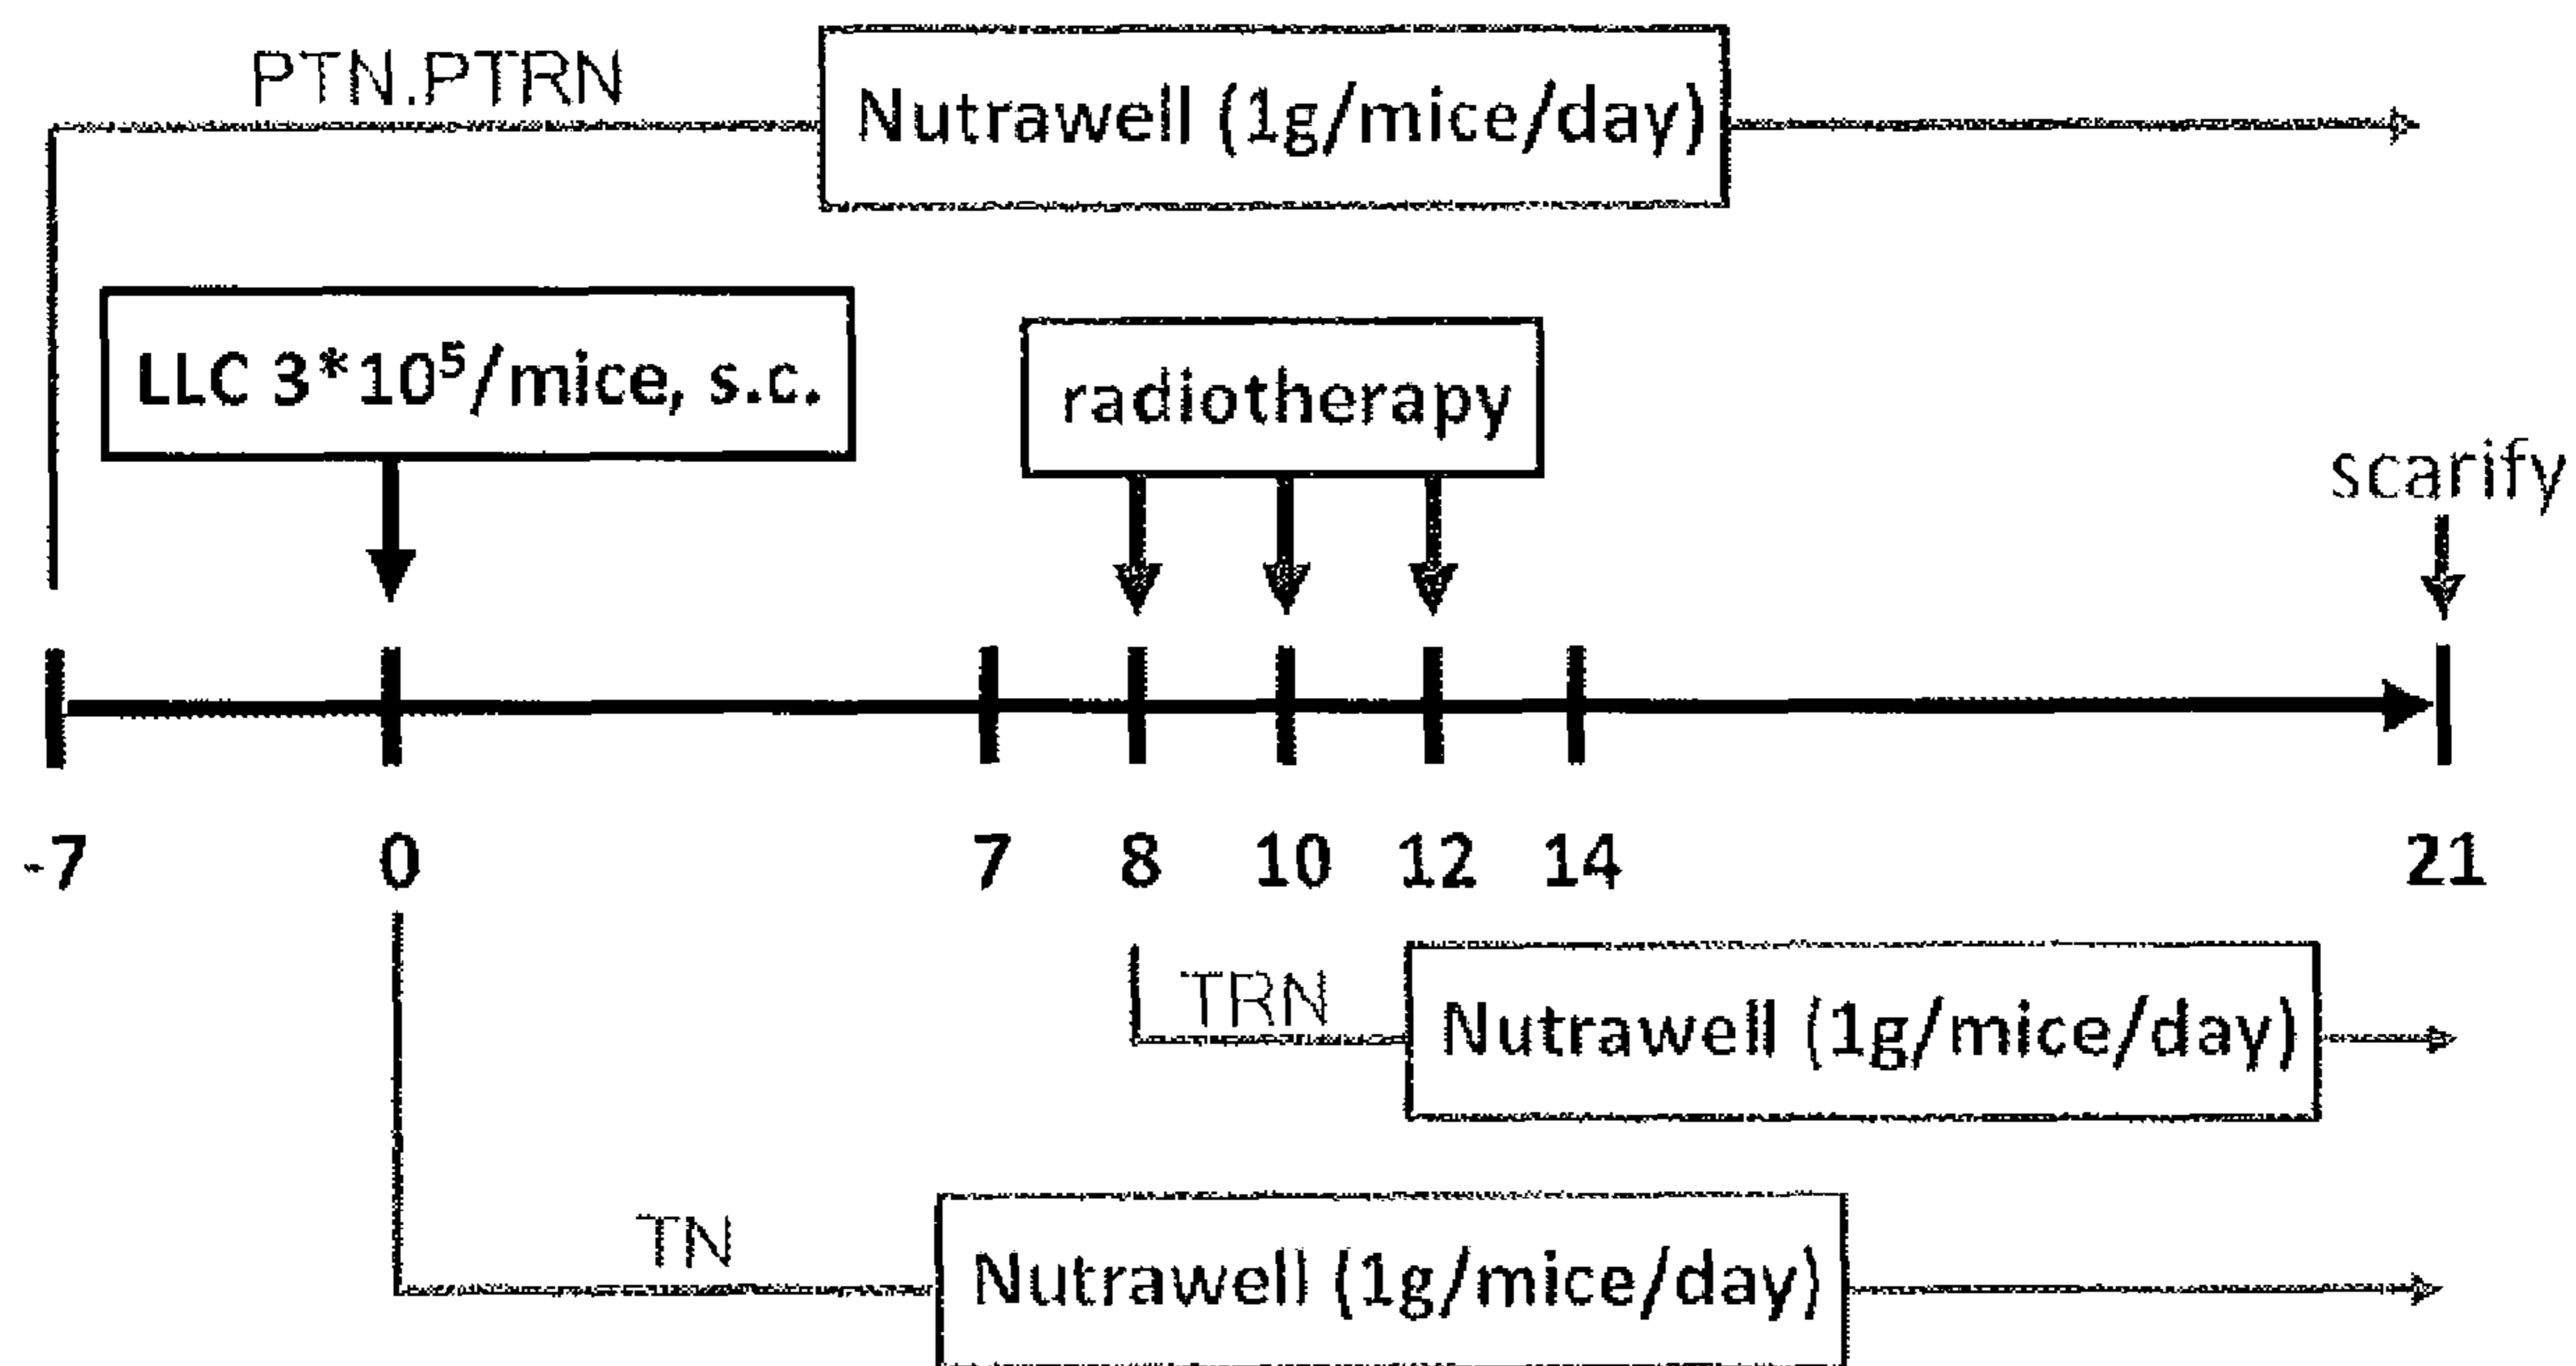 PTN.PTRN
Nutrawell (1g/mice/day)
LLC 3*10⁵/mice, s.c.
radiotherapy
scarify
-7 0 7 8 10 12 14 21
TRN
Nutrawell (1g/mice/day)
TN
Nutrawell (1g/mice/day)